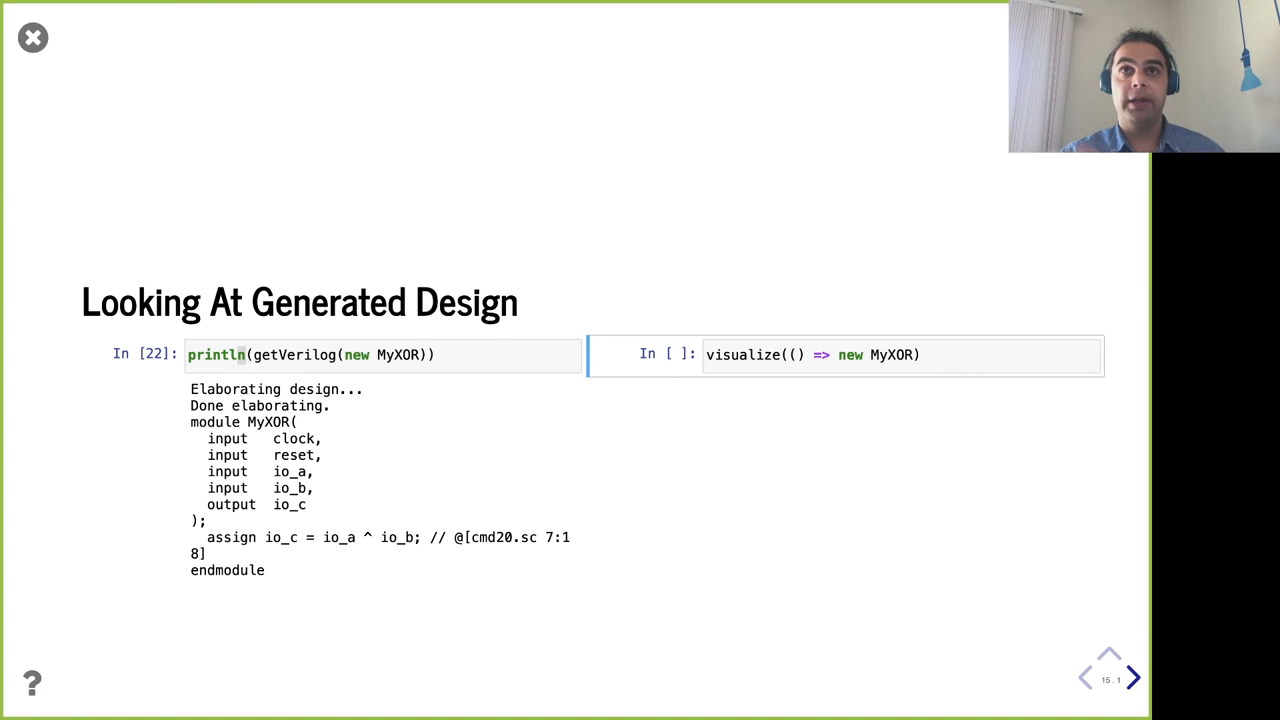 Looking At Generated Design
In [22]: println(getVerilog(new MyXOR))
Elaborating design...
Done elaborating.
module MyXOR(
  input   clock,
  input   reset,
  input   io_a,
  input   io_b,
  output  io_c
);
  assign io_c = io_a ^ io_b; // @[cmd20.sc 7:1
8]
endmodule
In [ ]: visualize(() => new MyXOR)
?
15.1